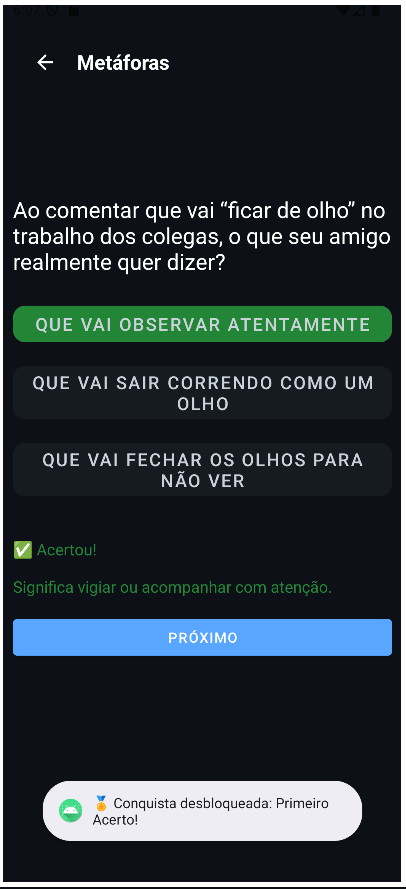 Metáforas
Ao comentar que vai “ficar de olho” no
trabalho dos colegas, o que seu amigo
realmente quer dizer?
QUE VAI OBSERVAR ATENTAMENTE
QUE VAI SAIR CORRENDO COMO UM
OLHO
QUE VAI FECHAR OS OLHOS PARA
NÃO VER
✅ Acertou!
Significa vigiar ou acompanhar com atenção.
PRÓXIMO
🏅 Conquista desbloqueada: Primeiro
Acerto!